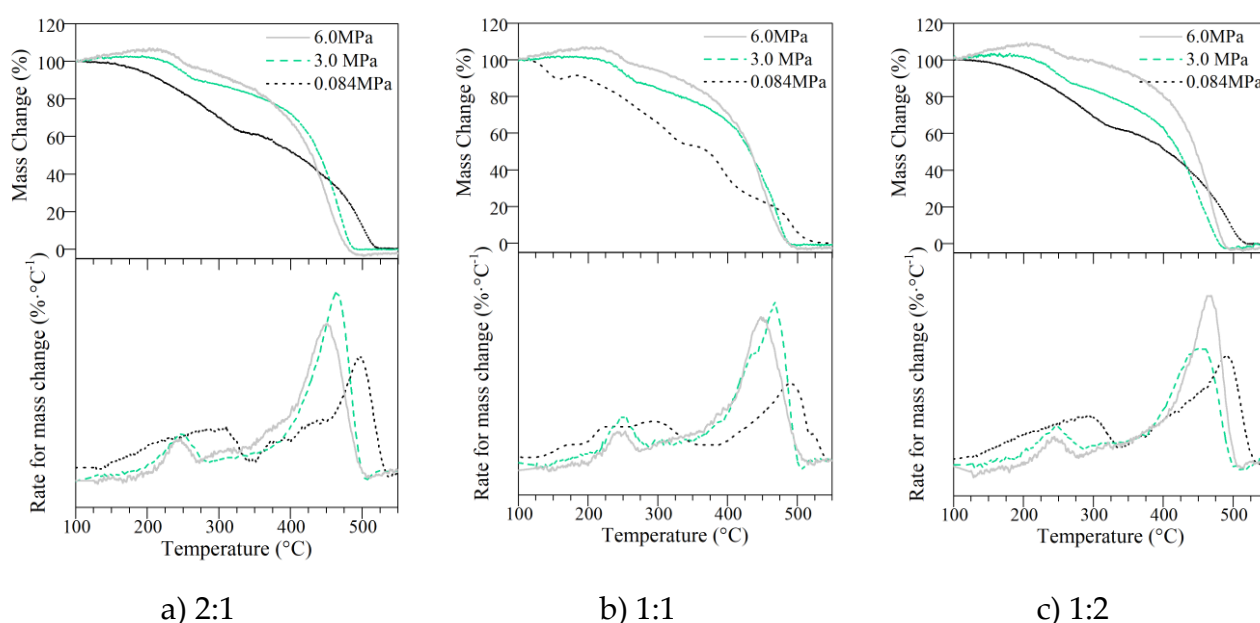 120
100
80
60
40
20
0
Mass Change (%)
6.0MPa
3.0 MPa
0.084MPa
Rate for mass change (%·°C⁻¹)
100 200 300 400 500
Temperature (°C)
a) 2:1
120
100
80
60
40
20
0
Mass Change (%)
6.0MPa
3.0 MPa
0.084MPa
Rate for mass change (%·°C⁻¹)
100 200 300 400 500
Temperature (°C)
b) 1:1
120
100
80
60
40
20
0
Mass Change (%)
6.0MPa
3.0 MPa
0.084MPa
Rate for mass change (%·°C⁻¹)
100 200 300 400 500
Temperature (°C)
c) 1:2